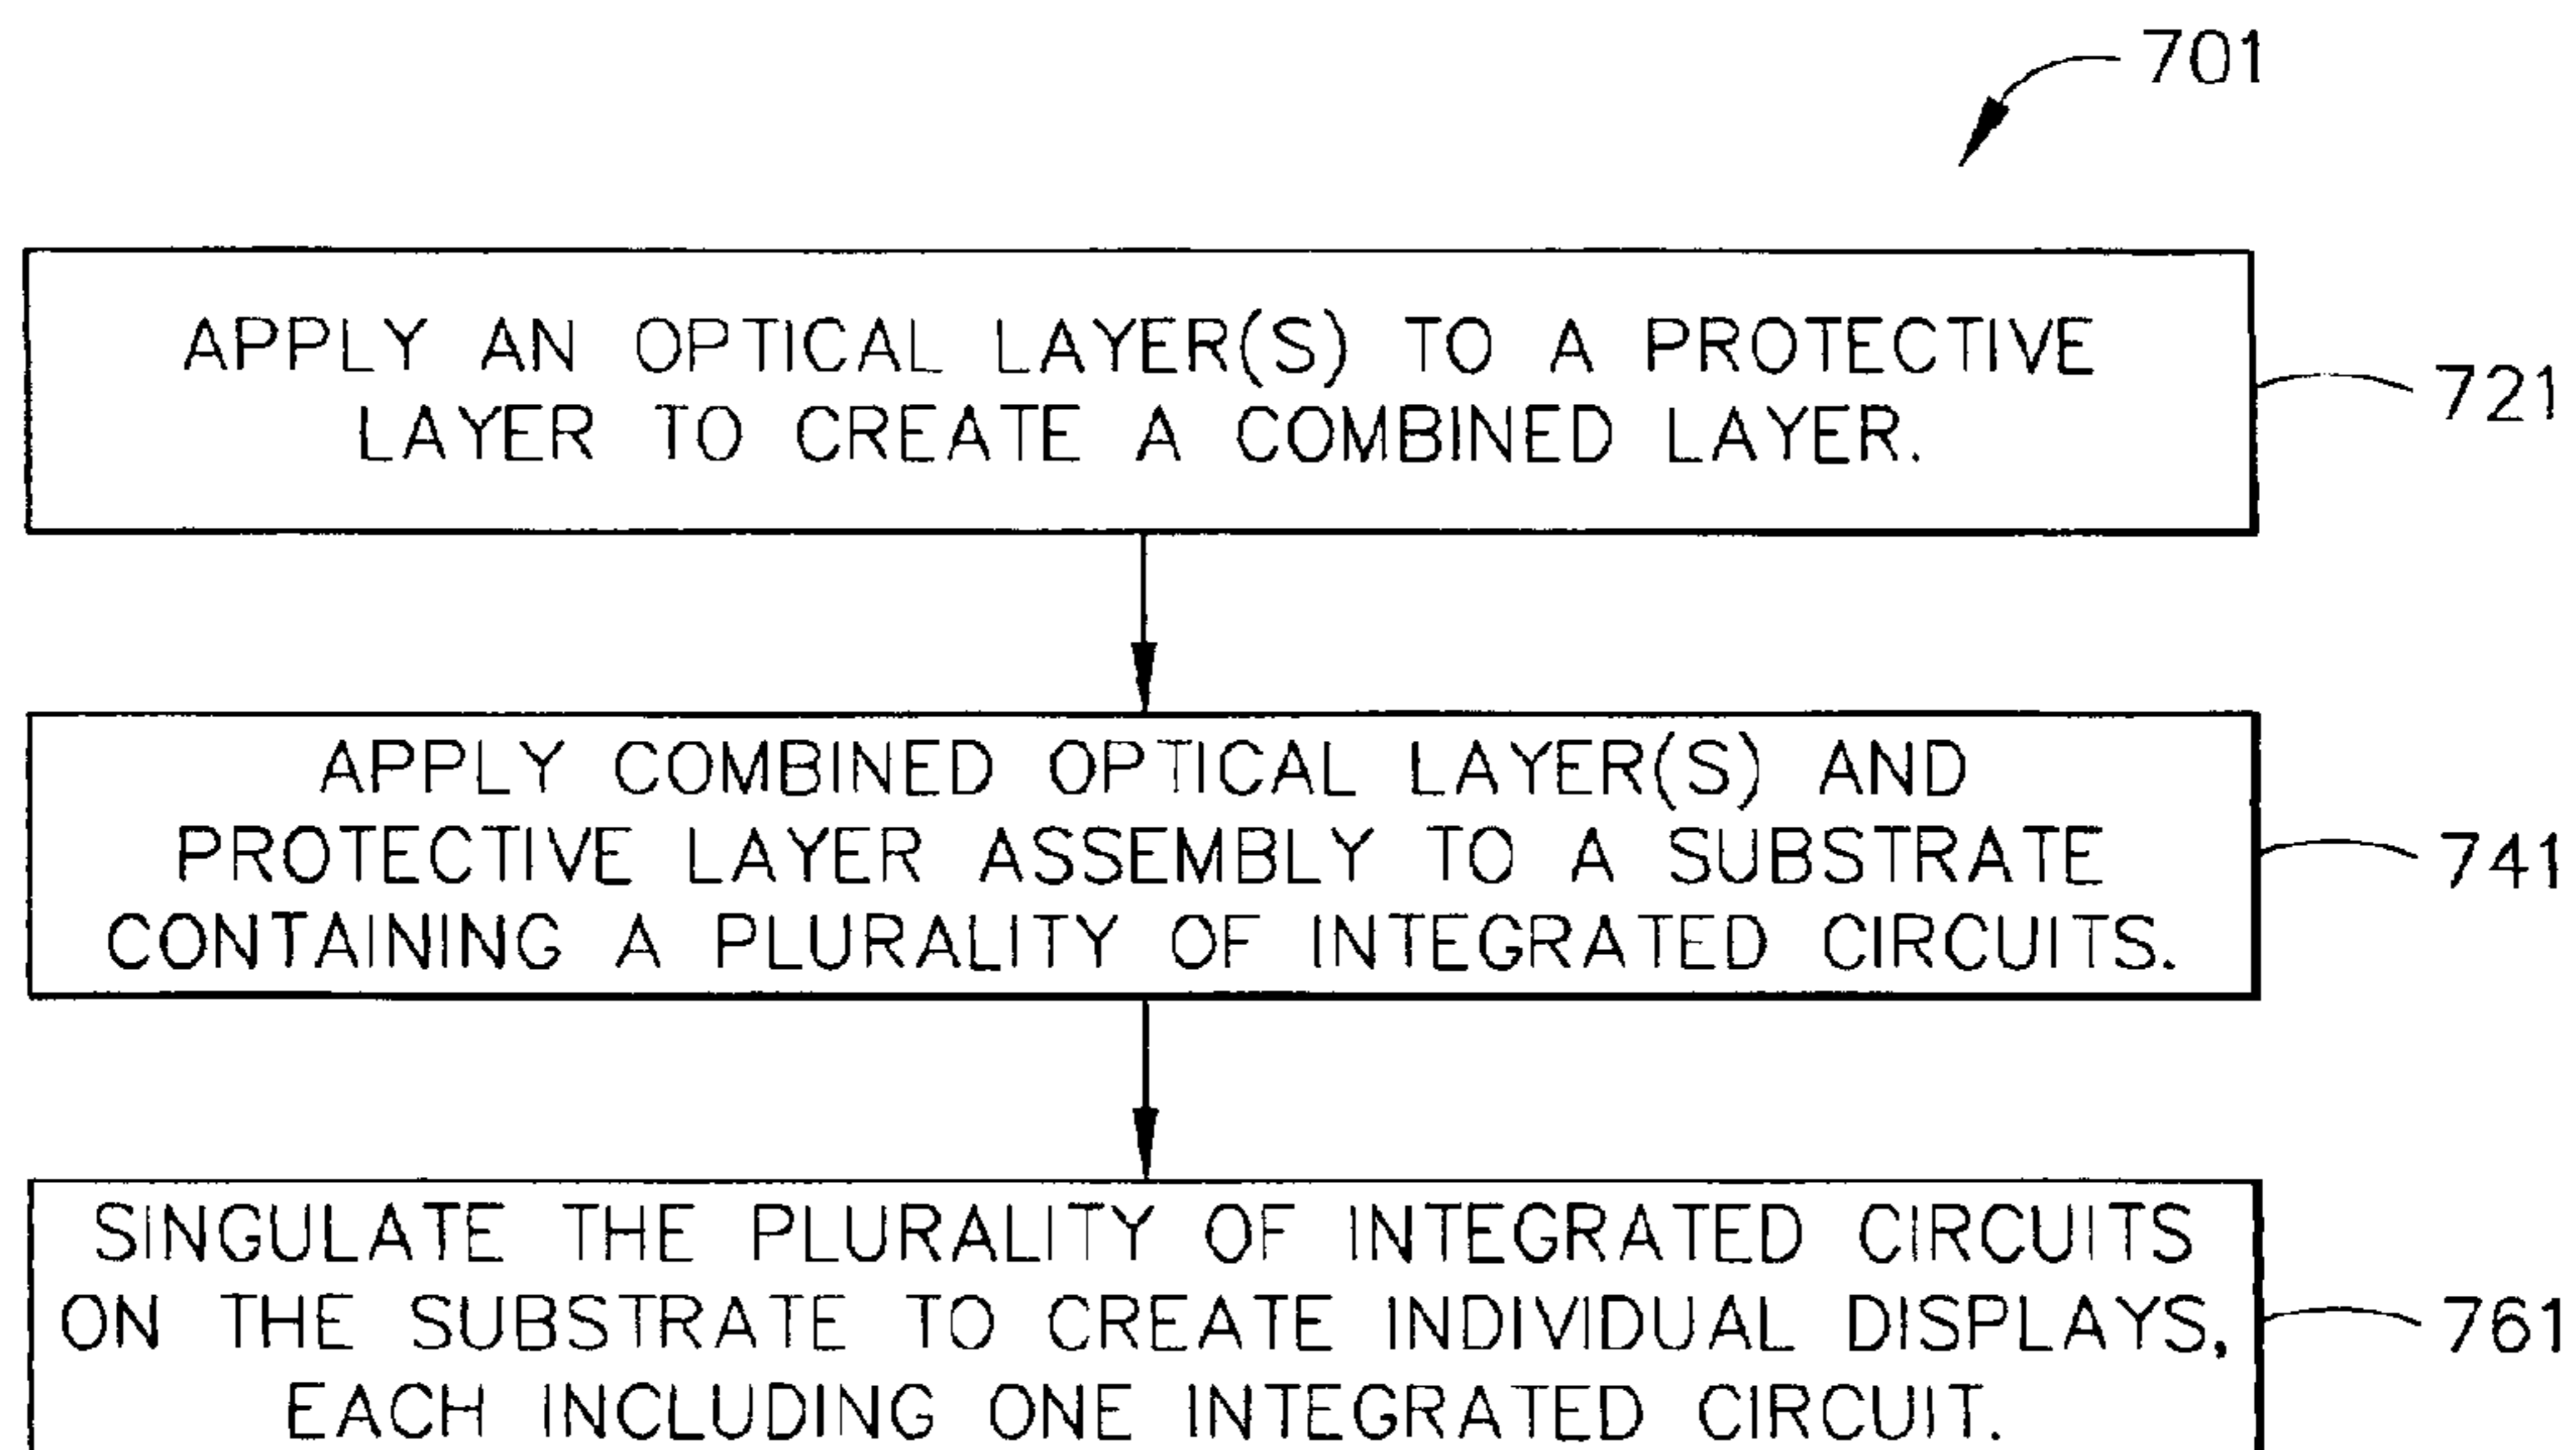 701
APPLY AN OPTICAL LAYER(S) TO A PROTECTIVE
LAYER TO CREATE A COMBINED LAYER.
721
APPLY COMBINED OPTICAL LAYER(S) AND
PROTECTIVE LAYER ASSEMBLY TO A SUBSTRATE
CONTAINING A PLURALITY OF INTEGRATED CIRCUITS.
741
SINGULATE THE PLURALITY OF INTEGRATED CIRCUITS
ON THE SUBSTRATE TO CREATE INDIVIDUAL DISPLAYS,
EACH INCLUDING ONE INTEGRATED CIRCUIT.
761